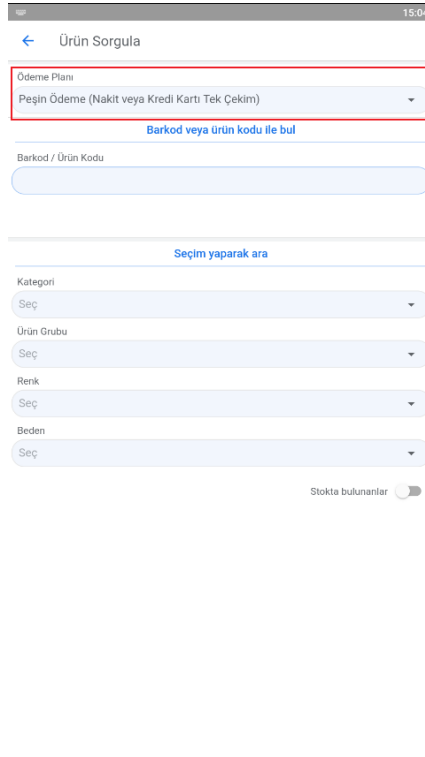 15:04
Ürün Sorgula
Ödeme Planı
Peşin Ödeme (Nakit veya Kredi Kartı Tek Çekim)
Barkod veya ürün kodu ile bul
Barkod / Ürün Kodu
Seçim yaparak ara
Kategori
Seç
Ürün Grubu
Seç
Renk
Seç
Beden
Seç
Stokta bulunanlar